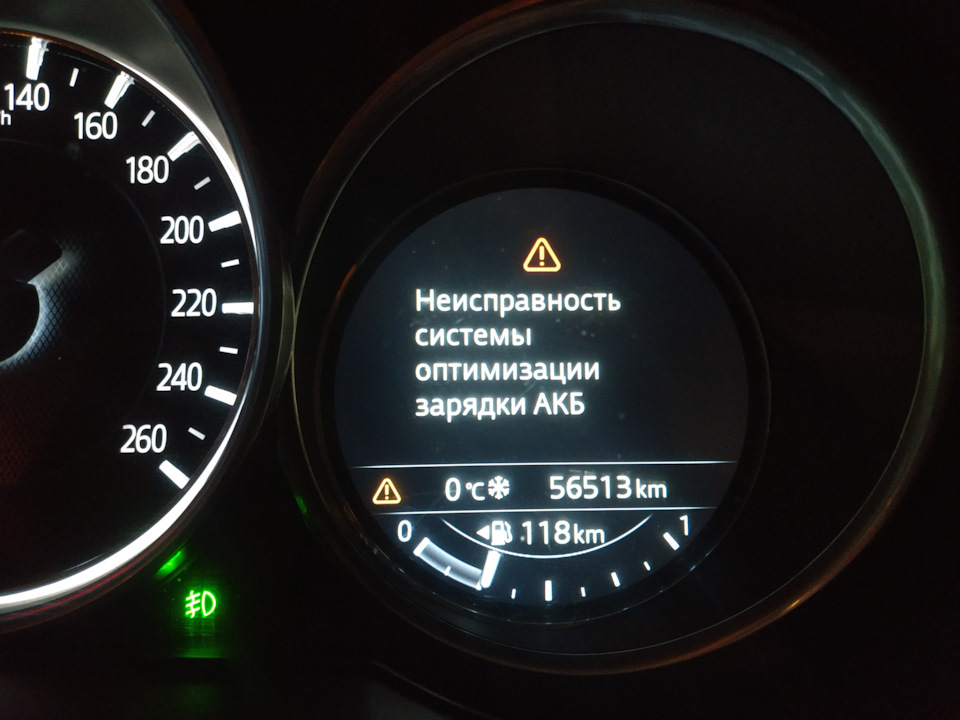 140
h
160
180
200
220
240
260
Неисправность
системы
оптимизации
зарядки АКБ
0 °C 56513 km
0 118 km 1